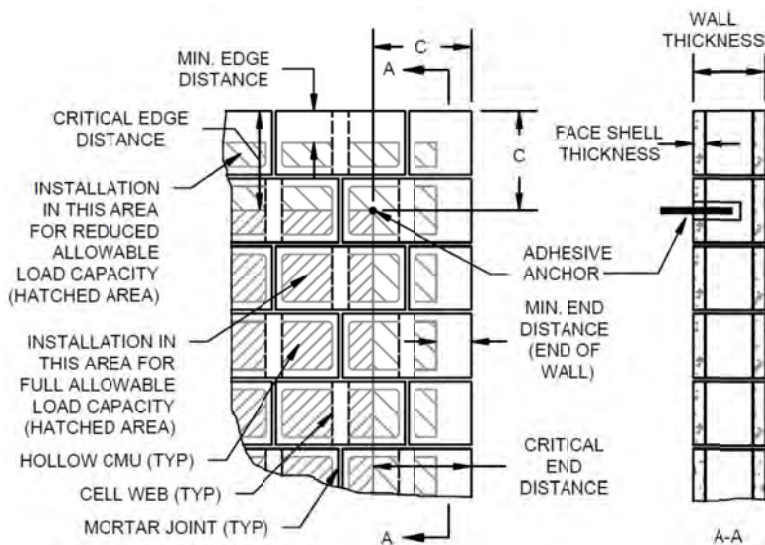 MIN. EDGE
DISTANCE
CRITICAL EDGE
DISTANCE
INSTALLATION
IN THIS AREA
FOR REDUCED
ALLOWABLE
LOAD CAPACITY
(HATCHED AREA)
INSTALLATION IN
THIS AREA FOR
FULL ALLOWABLE
LOAD CAPACITY
(HATCHED AREA)
HOLLOW CMU (TYP)
CELL WEB (TYP)
MORTAR JOINT (TYP)
C
A
C
A
WALL
THICKNESS
FACE SHELL
THICKNESS
ADHESIVE
ANCHOR
MIN. END
DISTANCE
(END OF
WALL)
CRITICAL
END
DISTANCE
A-A